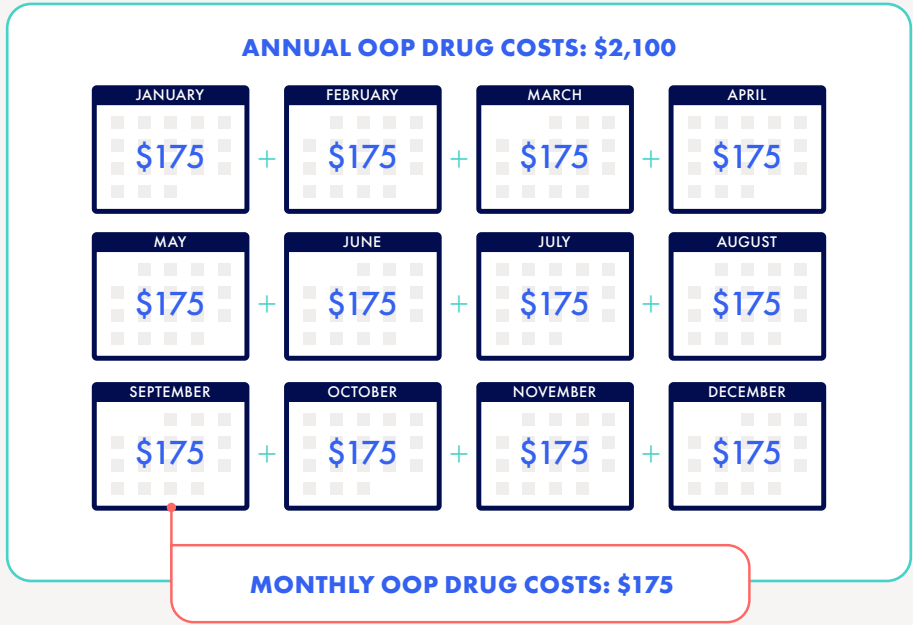 ANNUAL OOP DRUG COSTS: $2,100
JANUARY FEBRUARY MARCH APRIL
$175 + $175 + $175 + $175
MAY JUNE JULY AUGUST
$175 + $175 + $175 + $175
SEPTEMBER OCTOBER NOVEMBER DECEMBER
$175 + $175 + $175 + $175
MONTHLY OOP DRUG COSTS: $175